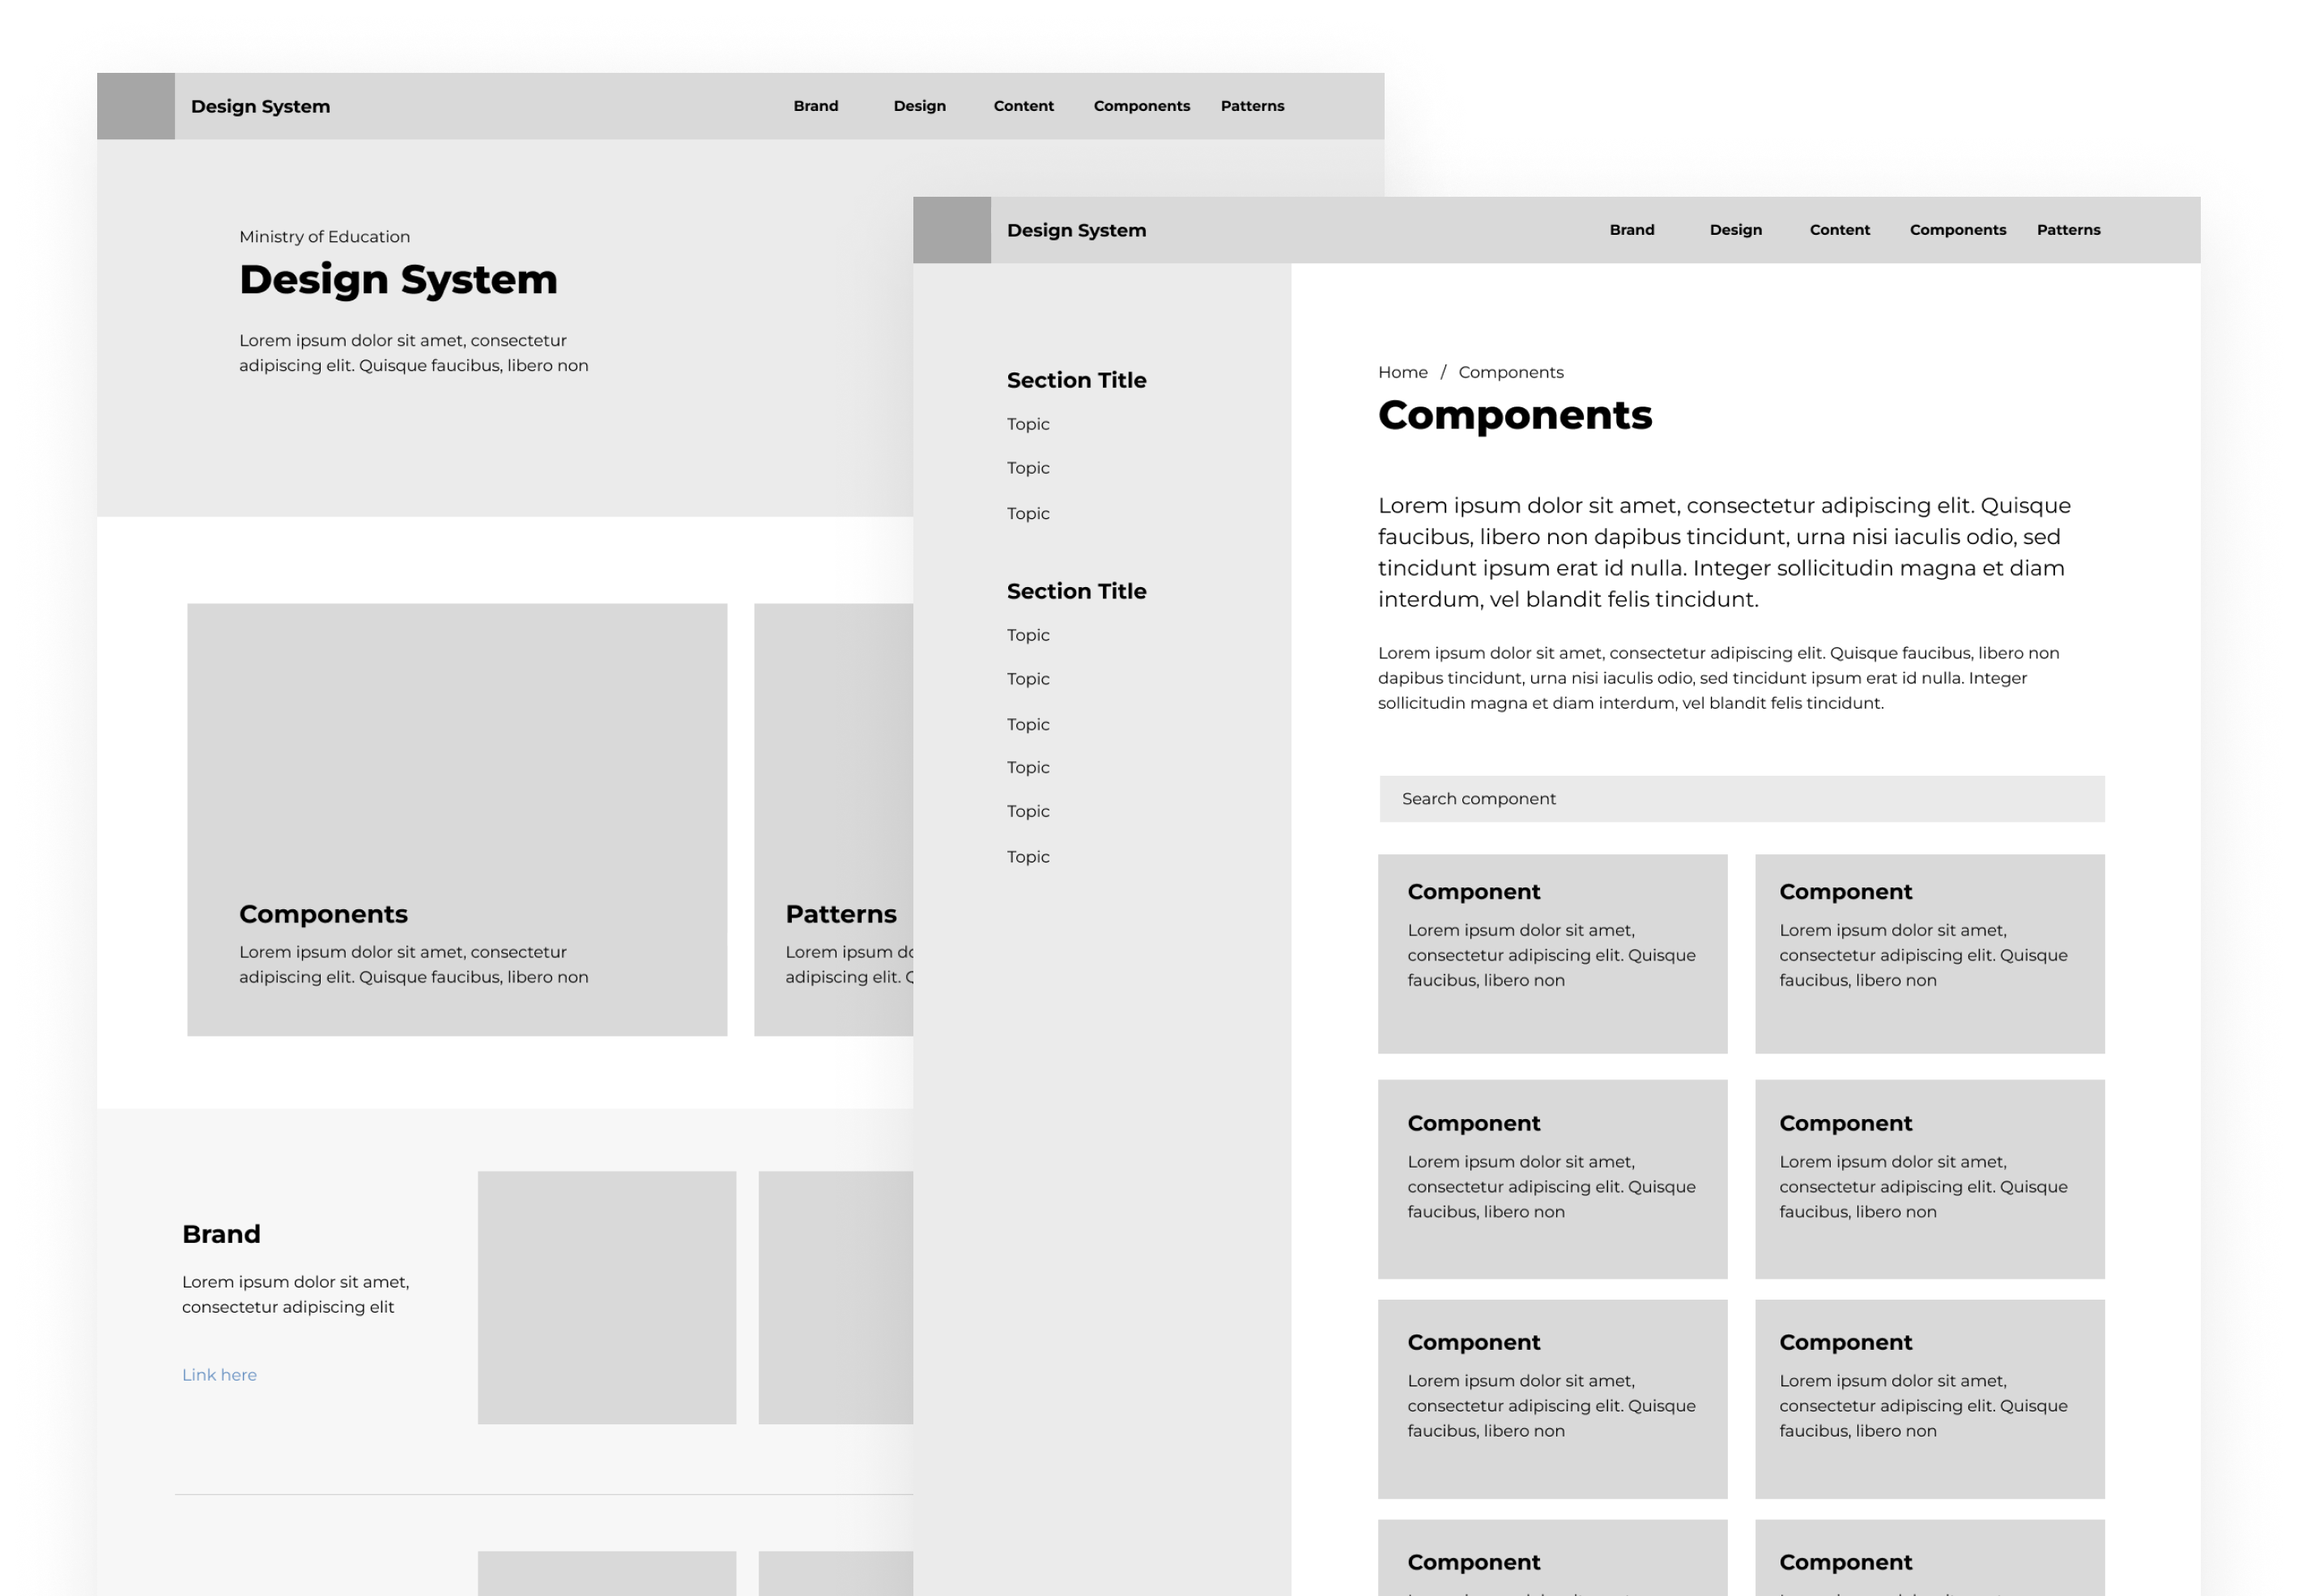 Design System
Brand
Design
Content
Components
Patterns
Ministry of Education
Design System
Lorem ipsum dolor sit amet, consectetur
adipiscing elit. Quisque faucibus, libero non
Components
Lorem ipsum dolor sit amet, consectetur
adipiscing elit. Quisque faucibus, libero non
Patterns
Lorem ipsum
adipiscing elit.
Brand
Lorem ipsum dolor sit amet,
consectetur adipiscing elit
Link here
Design System
Brand
Design
Content
Components
Patterns
Section Title
Topic
Topic
Topic
Section Title
Topic
Topic
Topic
Topic
Topic
Topic
Home / Components
Components
Lorem ipsum dolor sit amet, consectetur adipiscing elit. Quisque
faucibus, libero non dapibus tincidunt, urna nisi iaculis odio, sed
tincidunt ipsum erat id nulla. Integer sollicitudin magna et diam
interdum, vel blandit felis tincidunt.
Lorem ipsum dolor sit amet, consectetur adipiscing elit. Quisque faucibus, libero non
dapibus tincidunt, urna nisi iaculis odio, sed tincidunt ipsum erat id nulla. Integer
sollicitudin magna et diam interdum, vel blandit felis tincidunt.
Search component
Component
Lorem ipsum dolor sit amet,
consectetur adipiscing elit. Quisque
faucibus, libero non
Component
Lorem ipsum dolor sit amet,
consectetur adipiscing elit. Quisque
faucibus, libero non
Component
Lorem ipsum dolor sit amet,
consectetur adipiscing elit. Quisque
faucibus, libero non
Component
Lorem ipsum dolor sit amet,
consectetur adipiscing elit. Quisque
faucibus, libero non
Component
Lorem ipsum dolor sit amet,
consectetur adipiscing elit. Quisque
faucibus, libero non
Component
Lorem ipsum dolor sit amet,
consectetur adipiscing elit. Quisque
faucibus, libero non
Component
Component